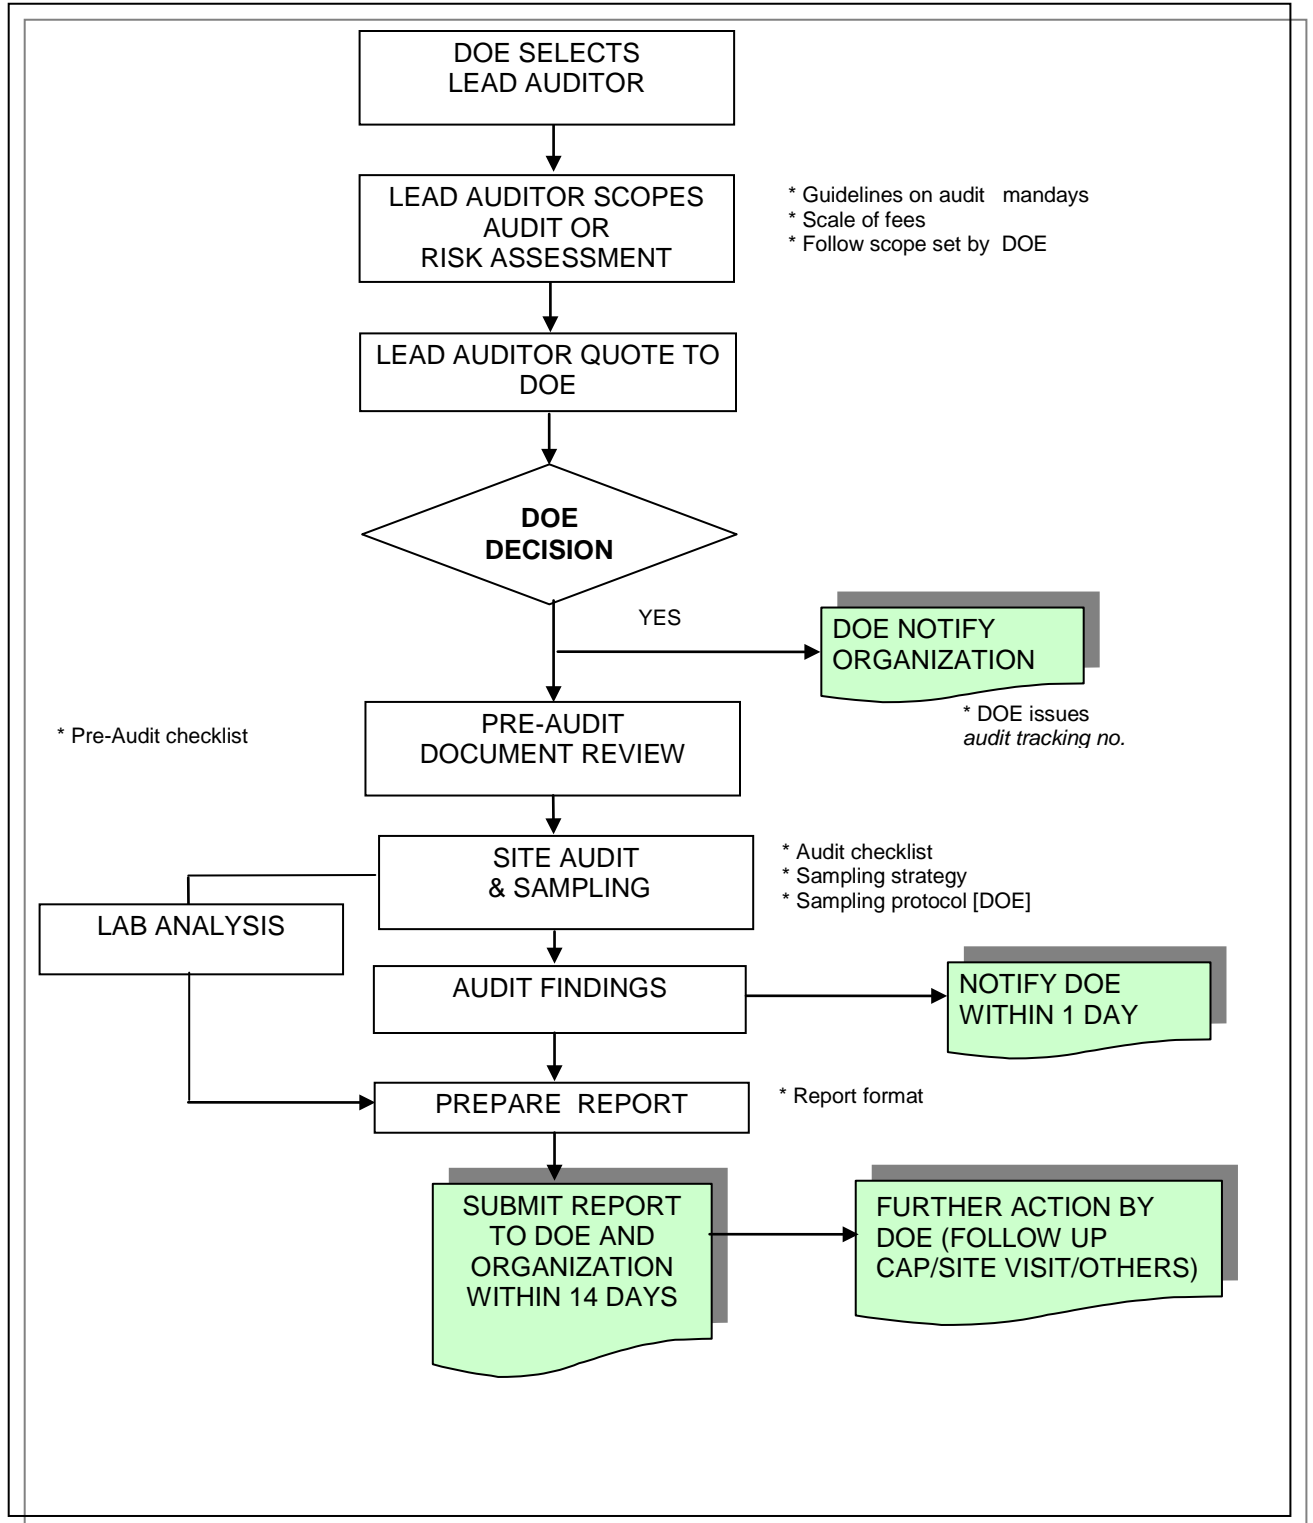 DOE SELECTS
LEAD AUDITOR
LEAD AUDITOR SCOPES
AUDIT OR
RISK ASSESSMENT
* Guidelines on audit mandays
* Scale of fees
* Follow scope set by DOE
LEAD AUDITOR QUOTE TO
DOE
DOE
DECISION
YES
DOE NOTIFY
ORGANIZATION
* DOE issues
audit tracking no.
* Pre-Audit checklist
PRE-AUDIT
DOCUMENT REVIEW
SITE AUDIT
& SAMPLING
* Audit checklist
* Sampling strategy
* Sampling protocol [DOE]
LAB ANALYSIS
AUDIT FINDINGS
NOTIFY DOE
WITHIN 1 DAY
PREPARE REPORT
* Report format
SUBMIT REPORT
TO DOE AND
ORGANIZATION
WITHIN 14 DAYS
FURTHER ACTION BY
DOE (FOLLOW UP
CAP/SITE VISIT/OTHERS)